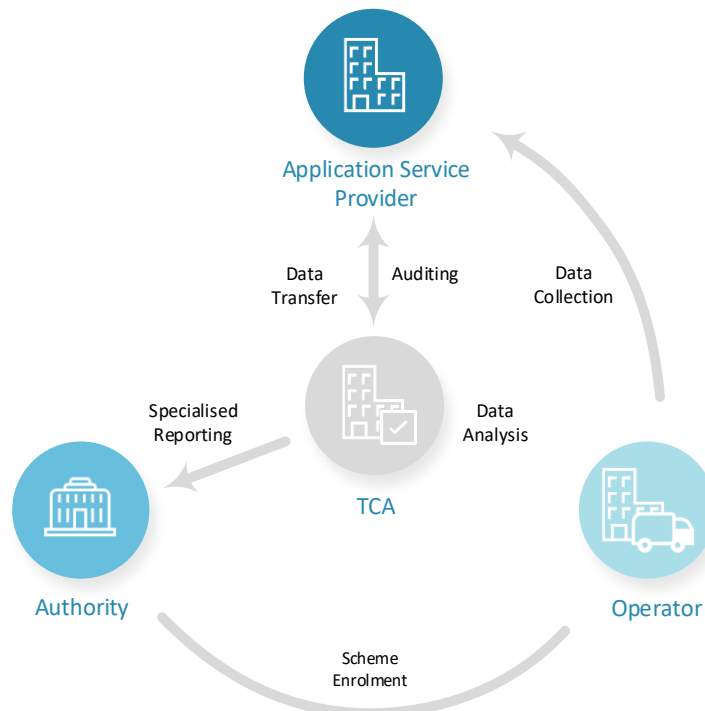 Application Service
Provider
Data
Transfer
Auditing
Data
Collection
Specialised
Reporting
Data
Analysis
TCA
Authority
Operator
Scheme
Enrolment